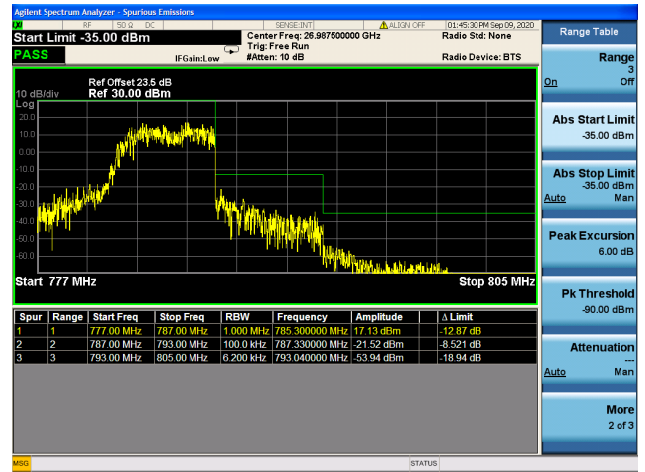 Agilent Spectrum Analyzer - Spurious Emissions
RF 50 Ω DC SENSE:INT ALIGN OFF 01:45:30 PM Sep 09, 2020
Start Limit -35.00 dBm
Center Freq: 26.987500000 GHz
Radio Std: None
Trig: Free Run
PASS
IFGain:Low
#Atten: 10 dB
Radio Device: BTS
Ref Offset 23.5 dB
10 dB/div Ref 30.00 dBm
Log
20.0
10.0
0.00
-10.0
-20.0
-30.0
-40.0
-50.0
-60.0
Start 777 MHz Stop 805 MHz
Spur Range Start Freq Stop Freq RBW Frequency Amplitude Δ Limit
1 1 777.00 MHz 787.00 MHz 1.000 MHz 785.300000 MHz 17.13 dBm -12.87 dB
2 2 787.00 MHz 793.00 MHz 100.0 kHz 787.330000 MHz -21.52 dBm -8.521 dB
3 3 793.00 MHz 805.00 MHz 6.200 kHz 793.040000 MHz -53.94 dBm -18.94 dB
MSG
STATUS
Range Table
Range
3
On Off
Abs Start Limit
-35.00 dBm
Abs Stop Limit
-35.00 dBm
Auto Man
Peak Excursion
6.00 dB
Pk Threshold
-90.00 dBm
Attenuation
---
Auto Man
More
2 of 3